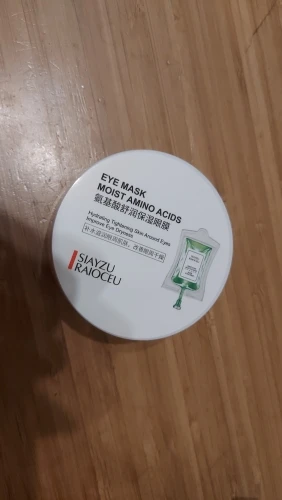 EYE MASK
MOIST AMINO ACIDS
氨基酸舒润保湿眼膜
Hydrating Tightening Skin Around Eyes
Improve Eye Dryness
SIAYZU
RAIOCEU